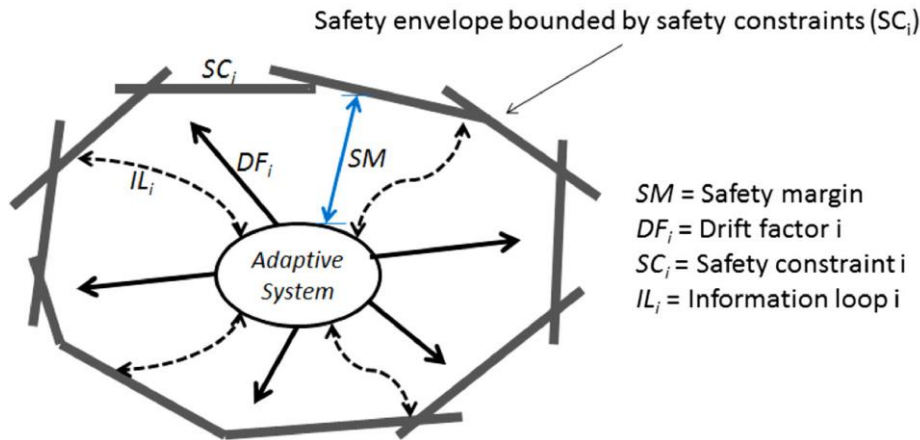 Safety envelope bounded by safety constraints (SCi)
SCi
DFi
SM
ILi
Adaptive
System
SM = Safety margin
DFi = Drift factor i
SCi = Safety constraint i
ILi = Information loop i